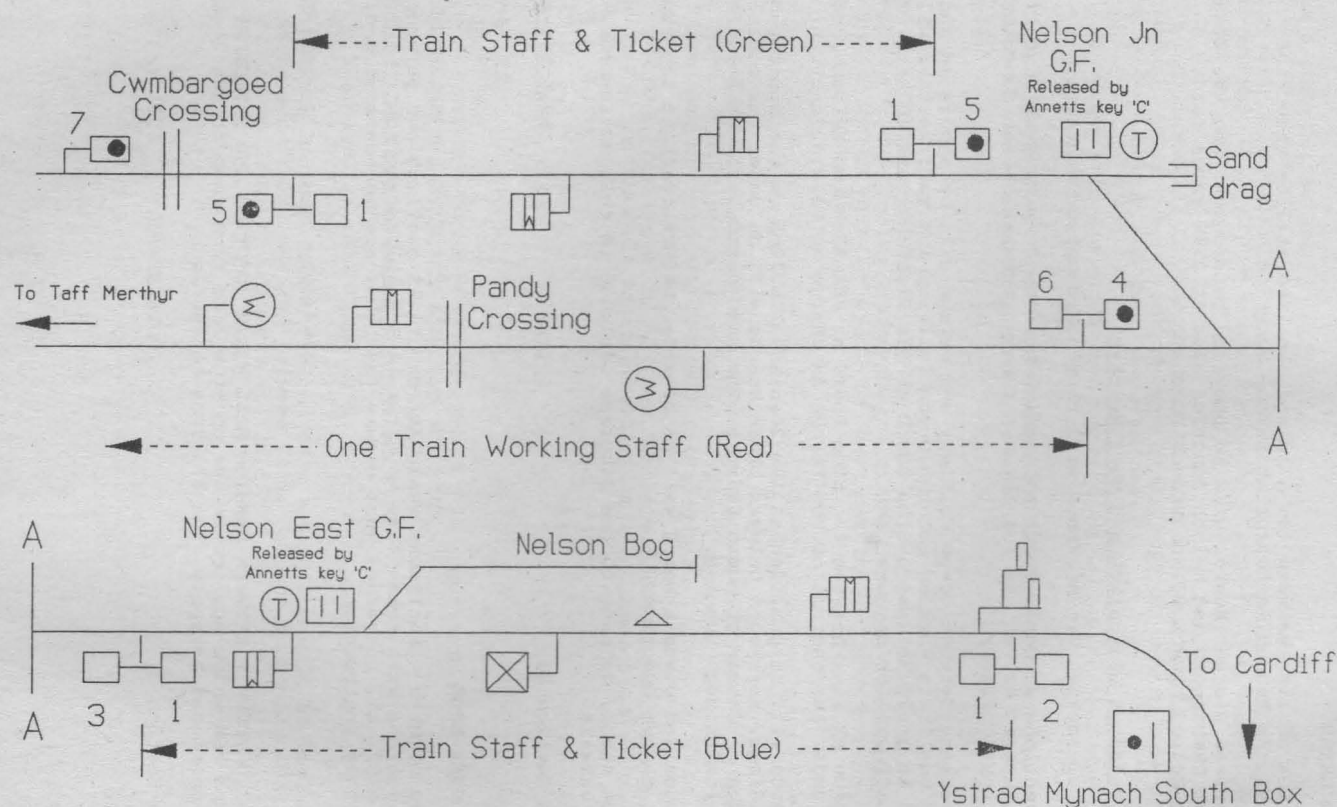 Train Staff & Ticket (Green)
Nelson Jn
G.F.
Released by
Annetts key 'C'
Cwmbargoed
Crossing
7
1 5
T
Sand
drag
5 1
To Taff Merthyr
Pandy
Crossing
6 4
A
One Train Working Staff (Red)
A
A
Nelson East G.F.
Released by
Annetts key 'C'
T
Nelson Bog
To Cardiff
A
3 1
1 2
Train Staff & Ticket (Blue)
Ystrad Mynach South Box